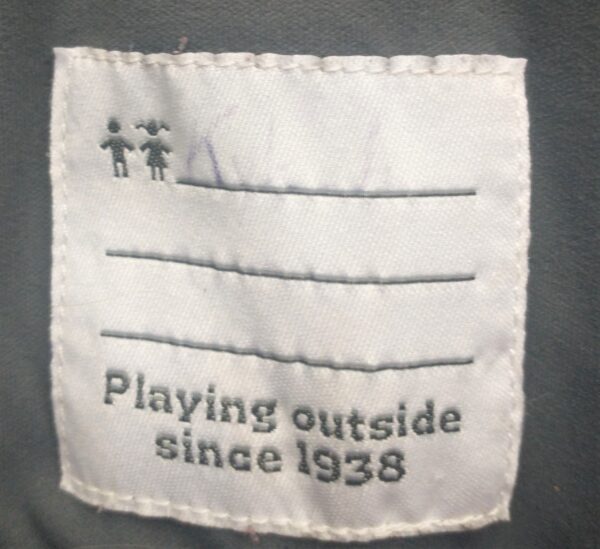 Playing outside
since 1938